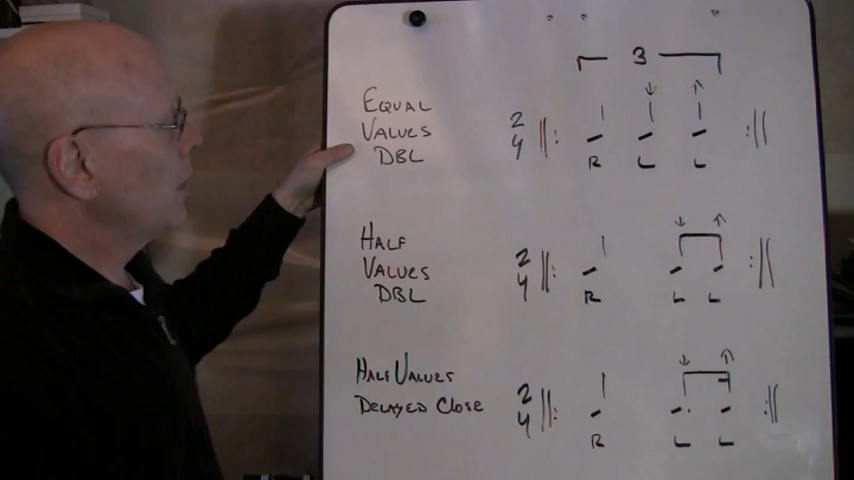 3
↓ ↑
EQUAL
VALUES
DBL
2
4
R L L
↓ ↑
HALF
VALUES
DBL
2
4
R L L
↓ ↑
HALF VALUES
DELAYED CLOSE
2
4
R L L